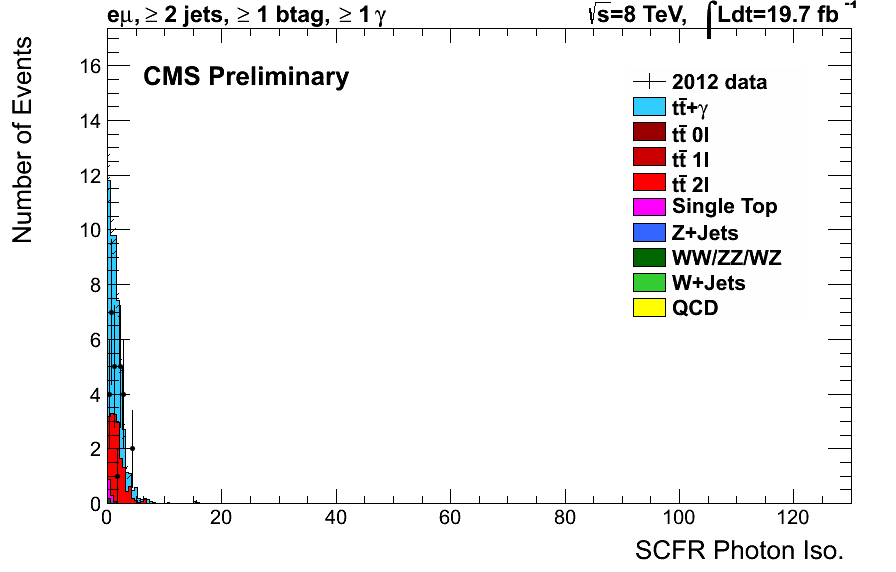 eμ, ≥ 2 jets, ≥ 1 btag, ≥ 1 γ
√s=8 TeV, ∫Ldt=19.7 fb⁻¹
CMS Preliminary
Number of Events
16
14
12
10
8
6
4
2
0
2012 data
tt̄+γ
tt̄ 0l
tt̄ 1l
tt̄ 2l
Single Top
Z+Jets
WW/ZZ/WZ
W+Jets
QCD
0 20 40 60 80 100 120
SCFR Photon Iso.